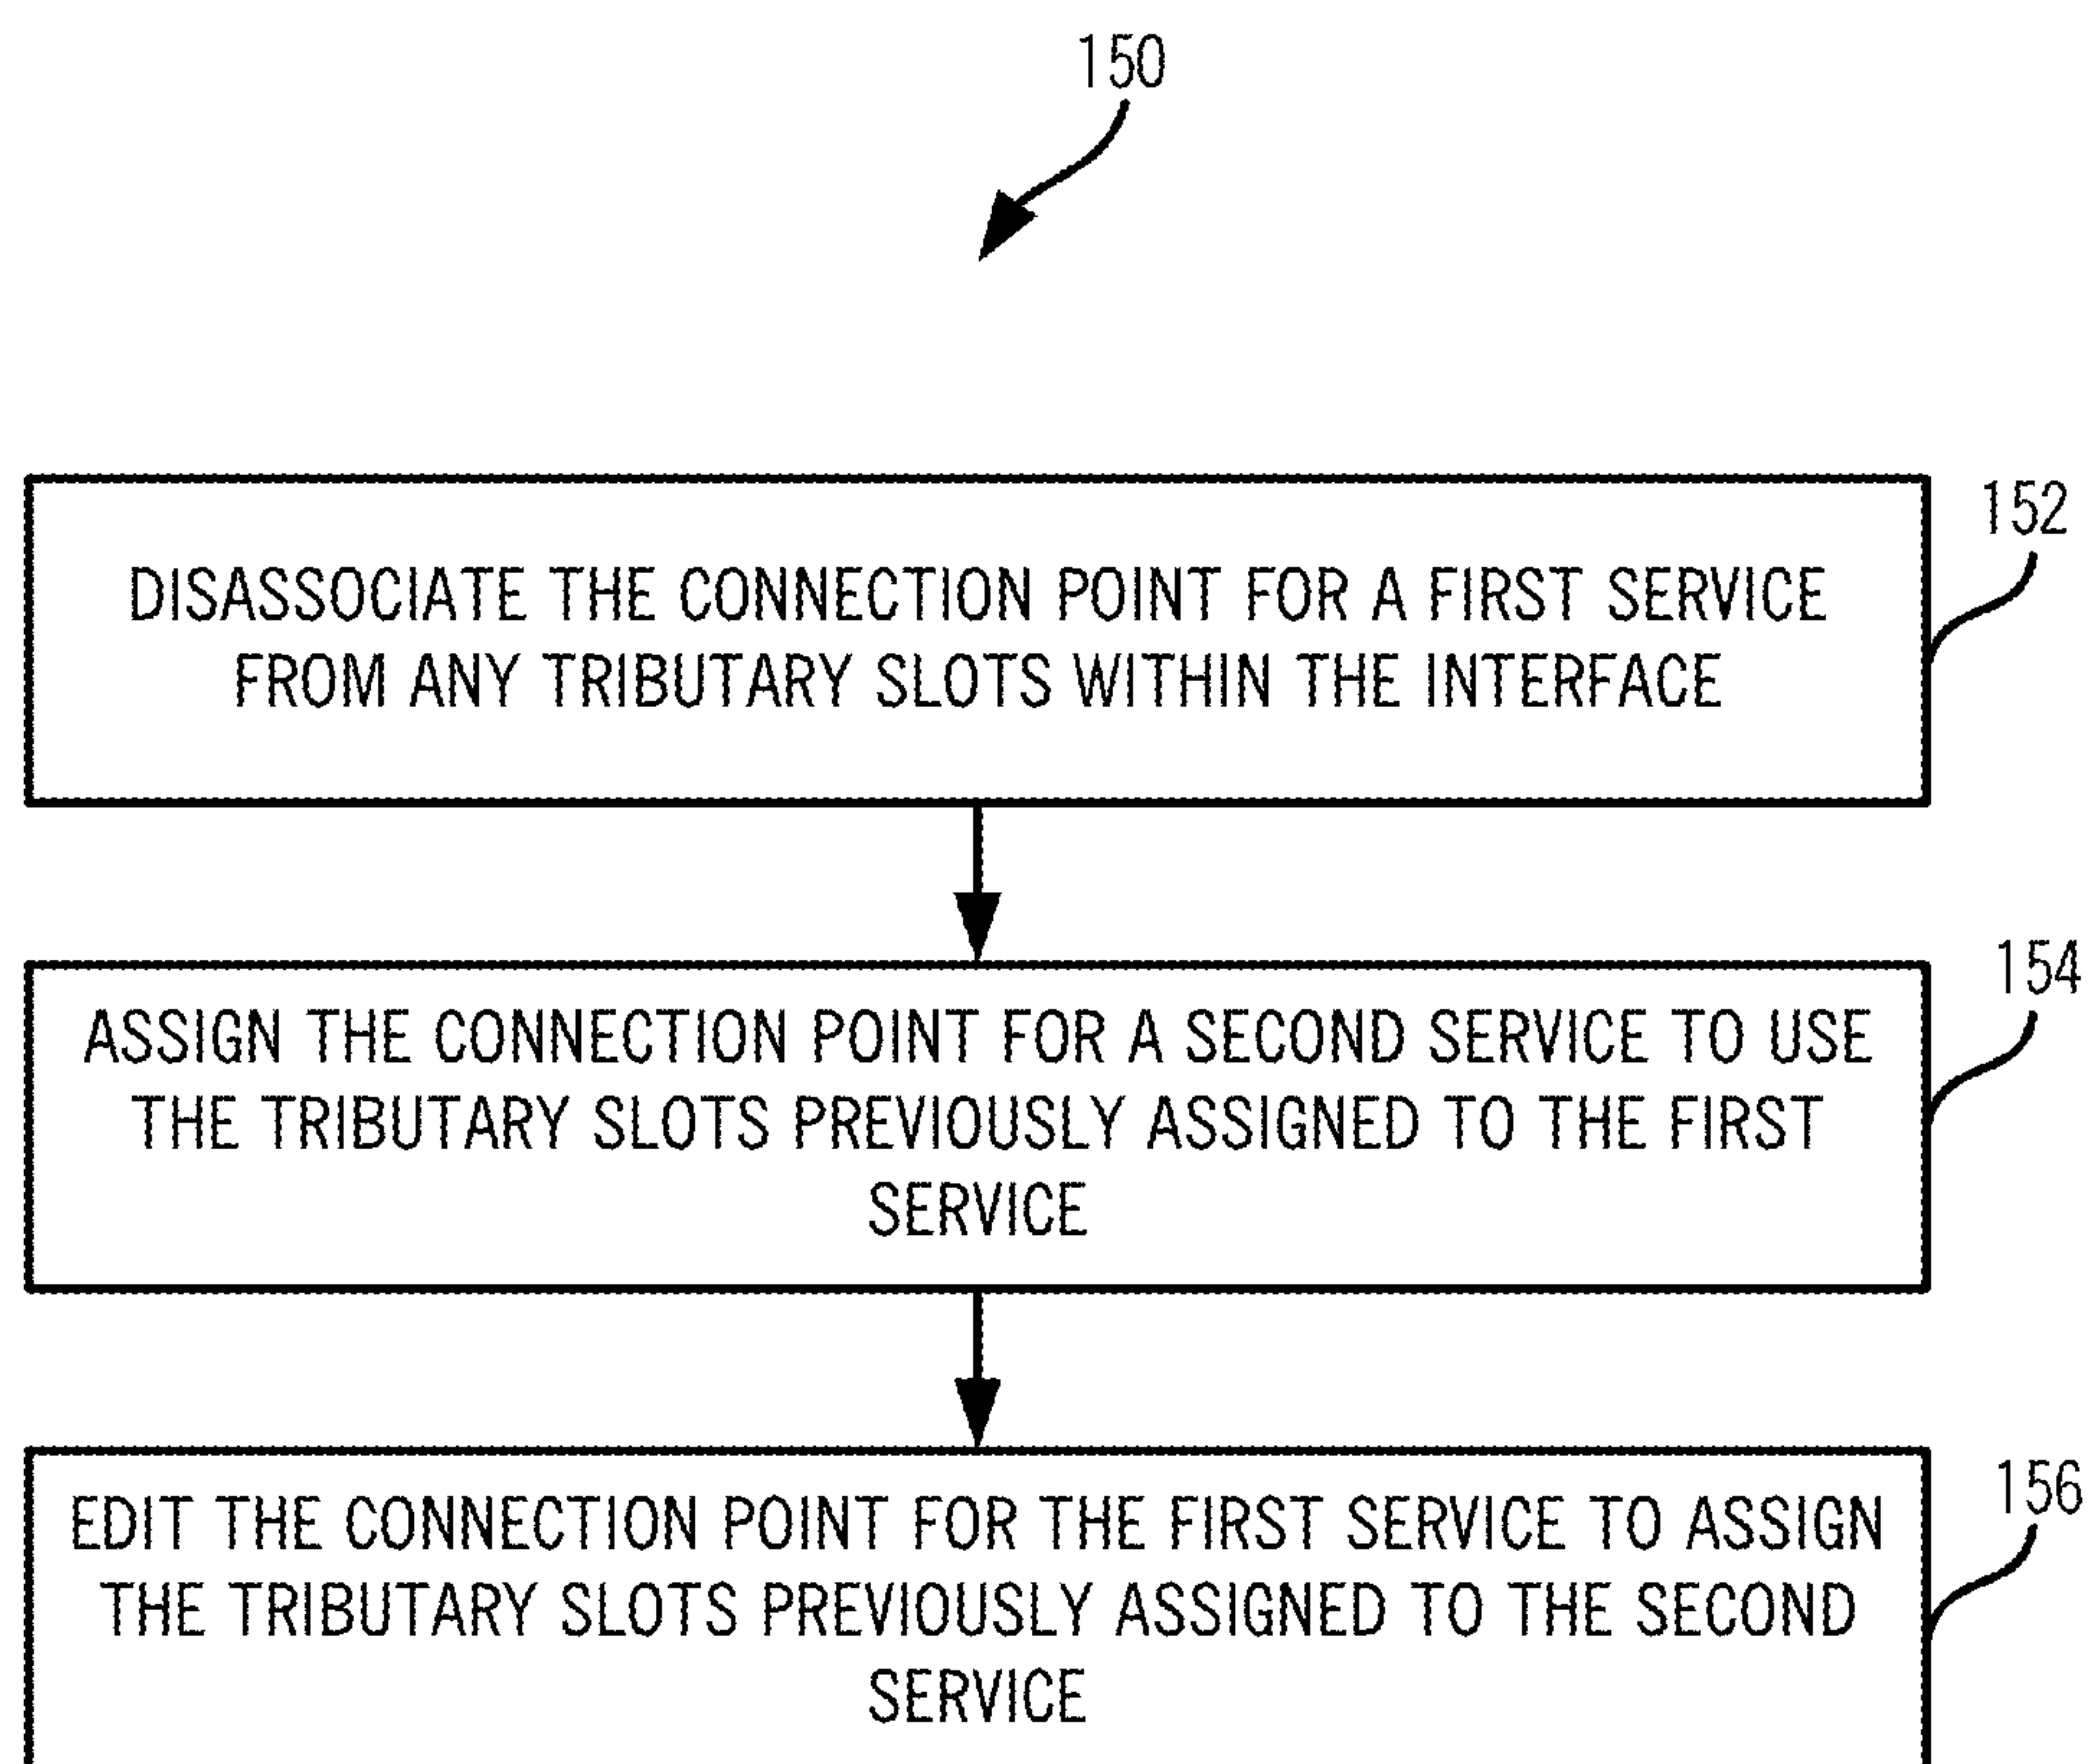 150
152
DISASSOCIATE THE CONNECTION POINT FOR A FIRST SERVICE
FROM ANY TRIBUTARY SLOTS WITHIN THE INTERFACE
154
ASSIGN THE CONNECTION POINT FOR A SECOND SERVICE TO USE
THE TRIBUTARY SLOTS PREVIOUSLY ASSIGNED TO THE FIRST
SERVICE
156
EDIT THE CONNECTION POINT FOR THE FIRST SERVICE TO ASSIGN
THE TRIBUTARY SLOTS PREVIOUSLY ASSIGNED TO THE SECOND
SERVICE